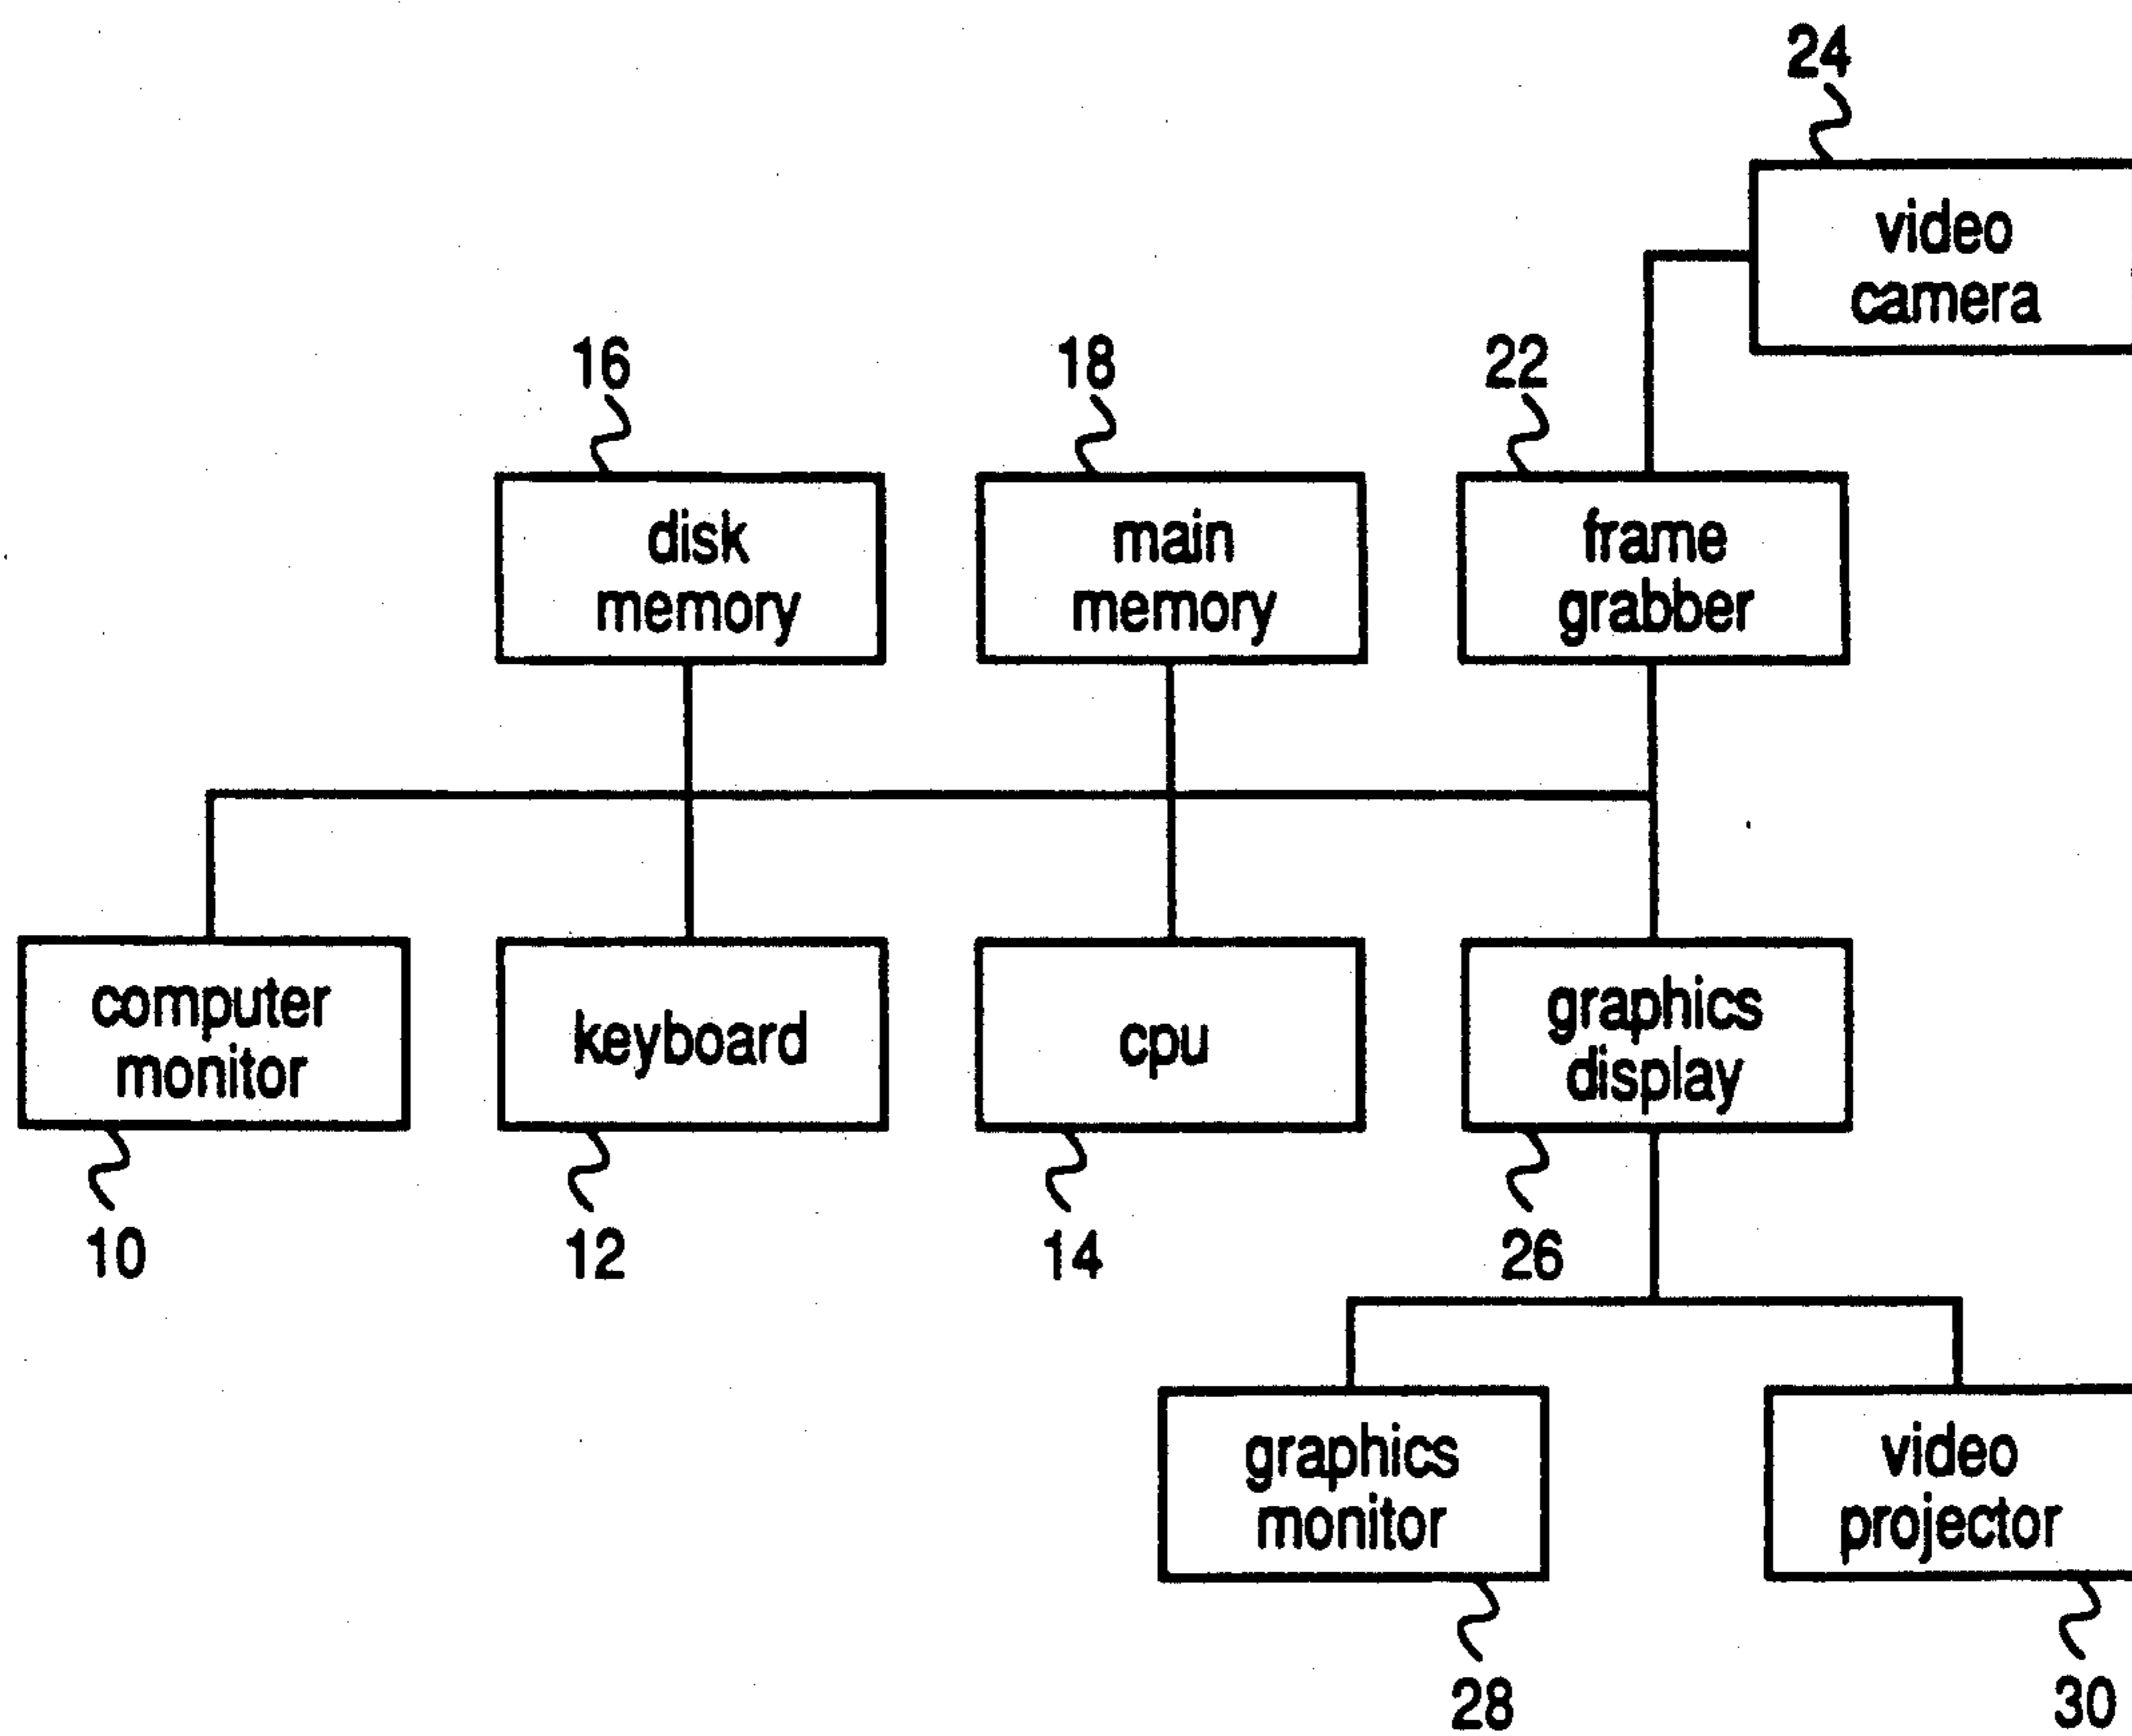 24
video
camera
16
18
22
disk
memory
main
memory
frame
grabber
computer
monitor
keyboard
cpu
graphics
display
10
12
14
26
graphics
monitor
video
projector
28
30